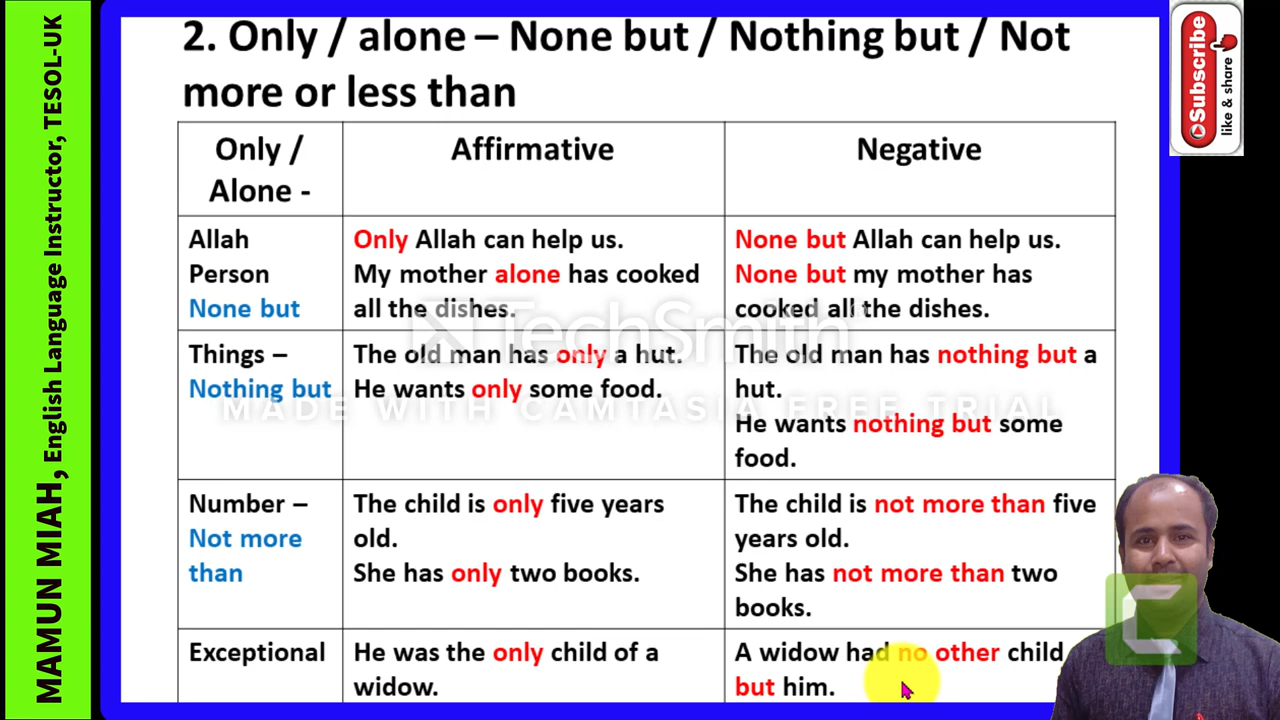 MAMUN MIAH, English Language Instructor, TESOL-UK
2. Only / alone – None but / Nothing but / Not
more or less than
Only /
Alone -
Affirmative
Negative
Allah
Person
None but
Only Allah can help us.
My mother alone has cooked
all the dishes.
None but Allah can help us.
None but my mother has
cooked all the dishes.
Things –
Nothing but
The old man has only a hut.
He wants only some food.
The old man has nothing but a
hut.
He wants nothing but some
food.
Number –
Not more
than
The child is only five years
old.
She has only two books.
The child is not more than five
years old.
She has not more than two
books.
Exceptional
He was the only child of a
widow.
A widow had no other child
but him.
Subscribe
like & share
TechSmith
MADE WITH CAMTASIA FREE TRIAL